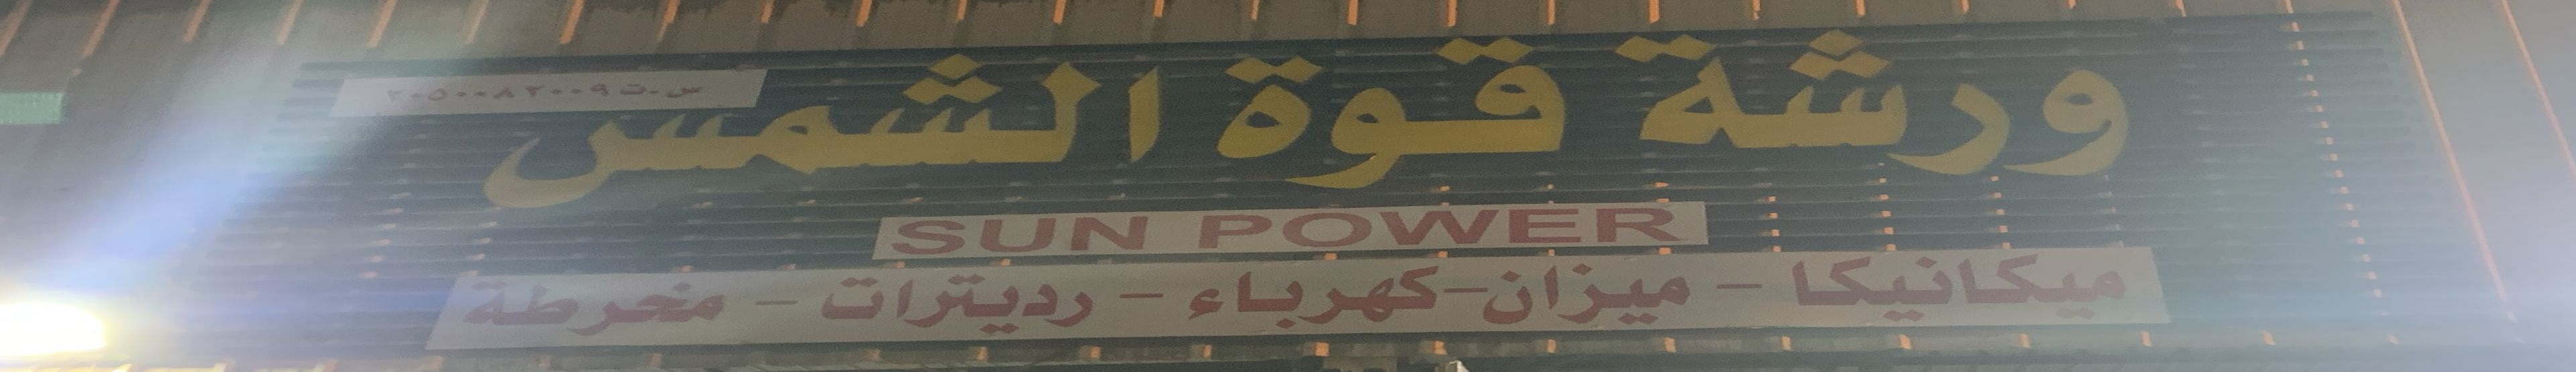 ورشة قوة الشمس
س.ت ٢٠٥٠٠٨٢٠٠٩
SUN POWER
ميكانيكا - ميزان - كهرباء - رديترات - مخرطة